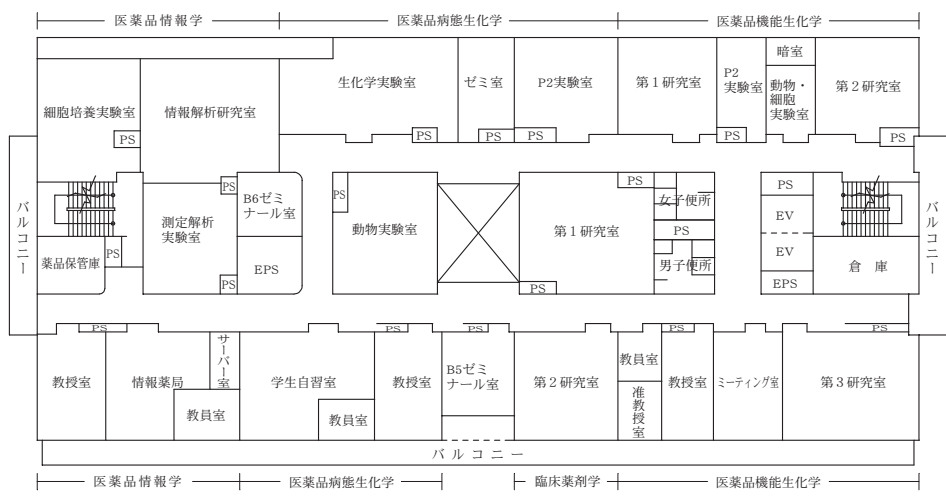 医薬品情報学
医薬品病態生化学
医薬品機能生化学
細胞培養実験室
情報解析研究室
生化学実験室
ゼミ室
P2実験室
第1研究室
P2
実験室
暗室
動物・
細胞
実験室
第2研究室
PS
PS
PS
PS
PS
PS
バルコニー
PS
薬品保管庫
測定解析
実験室
PS
PS
B6ゼミ
ナール室
EPS
PS
動物実験室
第1研究室
PS
PS
女子便所
PS
男子便所
PS
EV
EV
EPS
倉庫
バルコニー
PS
PS
PS
PS
PS
教授室
情報薬局
サーバー室
教員室
学生自習室
教員室
教授室
B5ゼミ
ナール室
第2研究室
教員室
准教授室
教授室
ミーティング室
第3研究室
バルコニー
医薬品情報学
医薬品病態生化学
臨床薬剤学
医薬品機能生化学